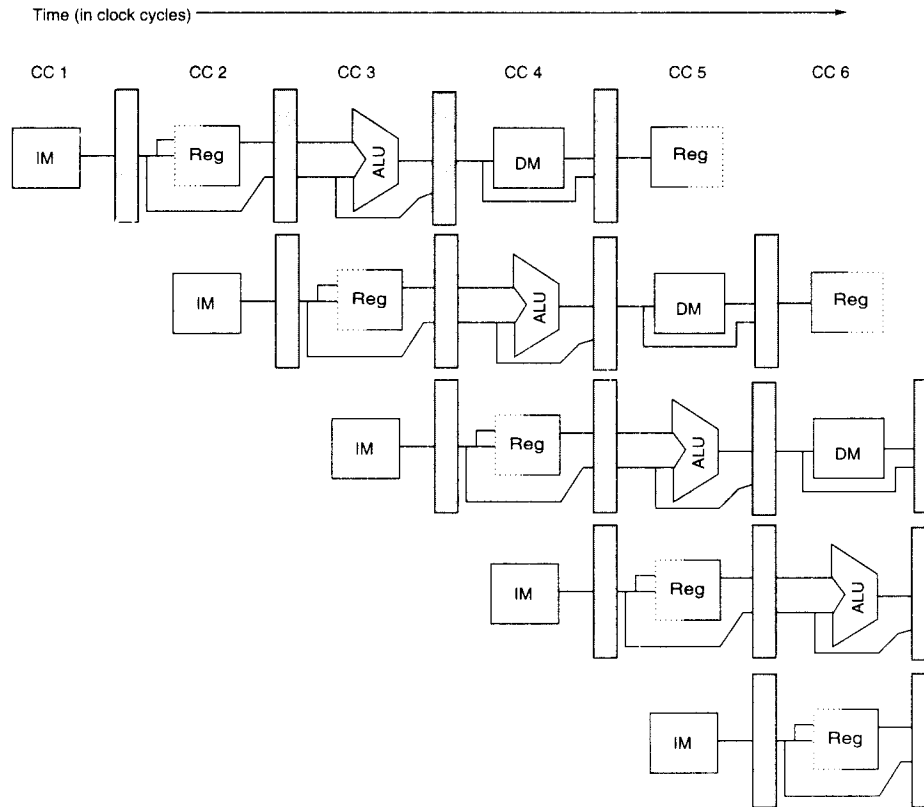 Time (in clock cycles)
CC 1 CC 2 CC 3 CC 4 CC 5 CC 6
IM Reg ALU DM Reg
IM Reg ALU DM Reg
IM Reg ALU DM
IM Reg ALU
IM Reg